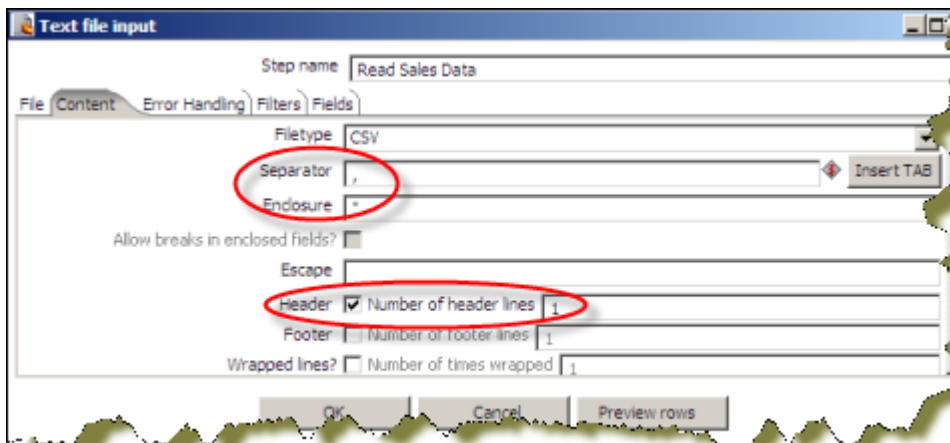 Text file input
Step name Read Sales Data
File Content Error Handling Filters Fields
Filetype CSV
Separator , Insert TAB
Enclosure "
Allow breaks in enclosed fields?
Escape
Header Number of header lines 1
Footer Number of footer lines 1
Wrapped lines? Number of times wrapped 1
OK Cancel Preview rows